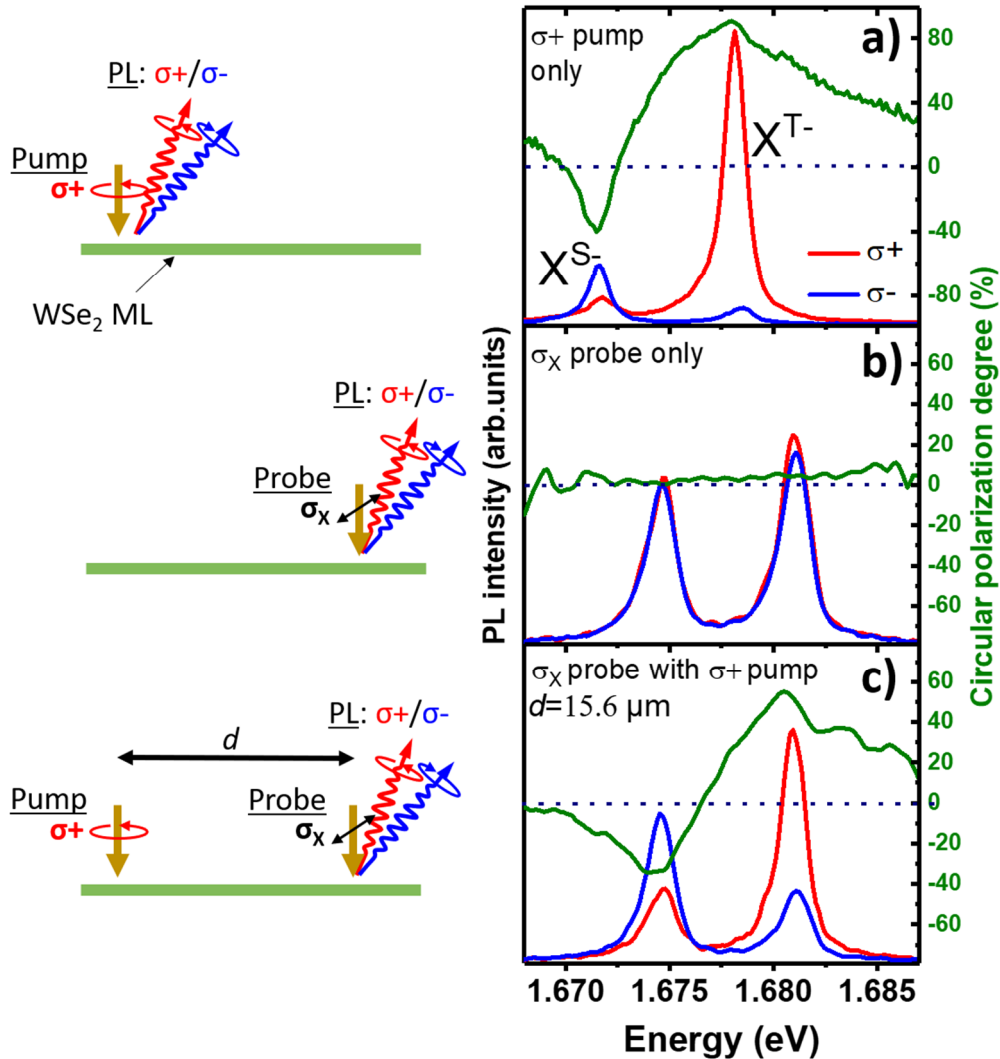 PL: σ+/σ-
Pump
σ+
WSe₂ ML
PL: σ+/σ-
Probe
σₓ
d
PL: σ+/σ-
Pump
σ+
Probe
σₓ
σ+ pump
only
a)
X^T-
X^S-
σ+
σ-
80
40
0
-40
-80
σₓ probe only
b)
60
40
20
0
-20
-40
-60
σₓ probe with σ+ pump
d=15.6 μm
c)
60
40
20
0
-20
-40
-60
1.670 1.675 1.680 1.685
Energy (eV)
PL intensity (arb.units)
Circular polarization degree (%)